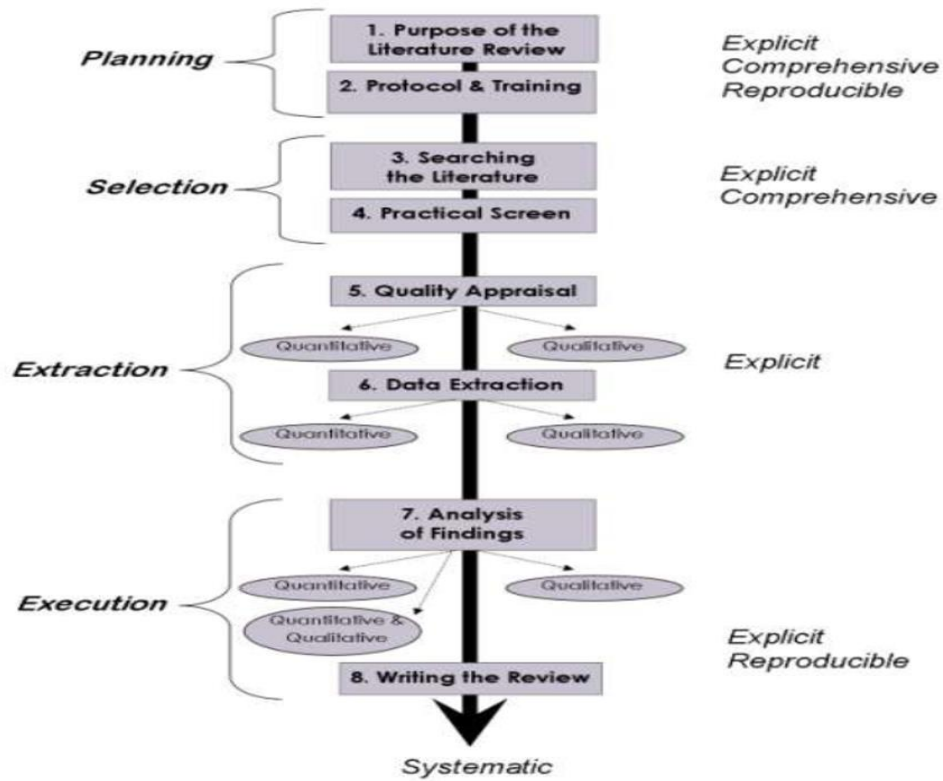 1. Purpose of the
Literature Review
Planning
Explicit
Comprehensive
Reproducible
2. Protocol & Training
3. Searching
the Literature
Selection
Explicit
Comprehensive
4. Practical Screen
5. Quality Appraisal
Quantitative
Qualitative
Extraction
Explicit
6. Data Extraction
Quantitative
Qualitative
7. Analysis
of Findings
Quantitative
Qualitative
Execution
Quantitative &
Qualitative
Explicit
Reproducible
8. Writing the Review
Systematic